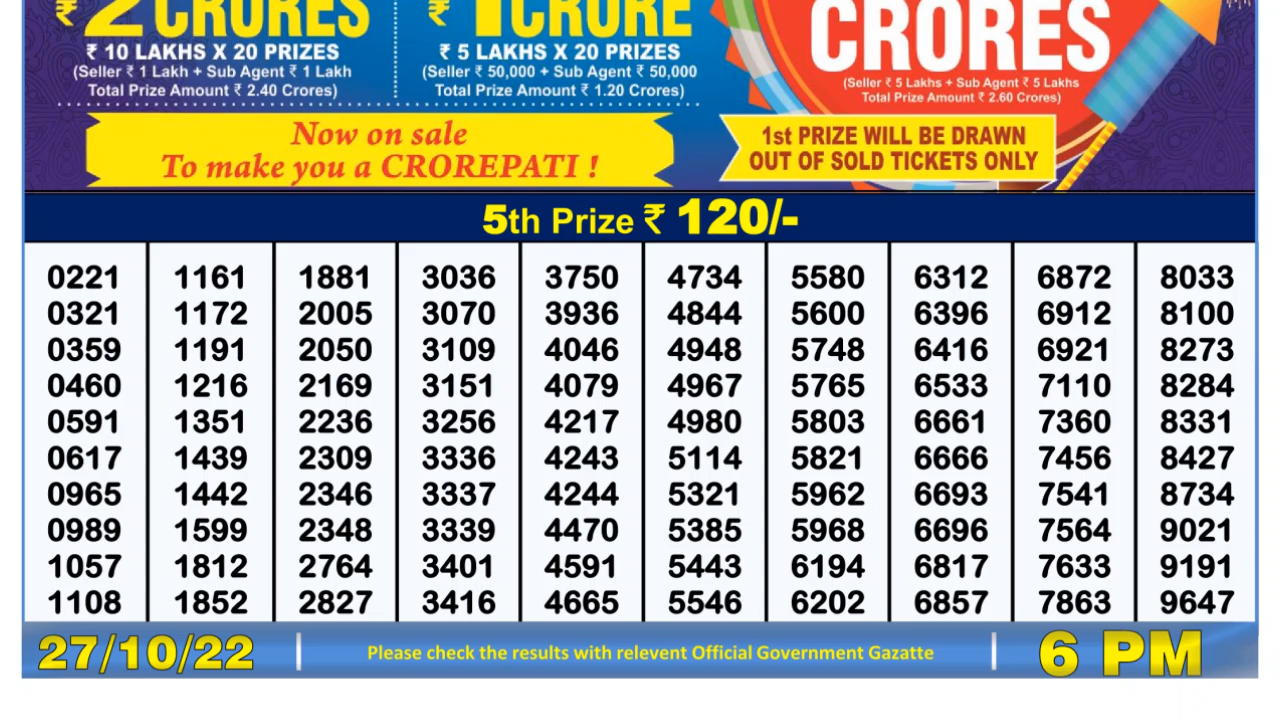 ₹ 2 CRORES
₹ 10 LAKHS X 20 PRIZES
(Seller ₹ 1 Lakh + Sub Agent ₹ 1 Lakh
Total Prize Amount ₹ 2.40 Crores)
₹ 1 CRORE
₹ 5 LAKHS X 20 PRIZES
(Seller ₹ 50,000 + Sub Agent ₹ 50,000
Total Prize Amount ₹ 1.20 Crores)
CRORES
(Seller ₹ 5 Lakhs + Sub Agent ₹ 5 Lakhs
Total Prize Amount ₹ 2.60 Crores)
Now on sale
To make you a CROREPATI !
1st PRIZE WILL BE DRAWN
OUT OF SOLD TICKETS ONLY
5th Prize ₹ 120/-
0221 1161 1881 3036 3750 4734 5580 6312 6872 8033
0321 1172 2005 3070 3936 4844 5600 6396 6912 8100
0359 1191 2050 3109 4046 4948 5748 6416 6921 8273
0460 1216 2169 3151 4079 4967 5765 6533 7110 8284
0591 1351 2236 3256 4217 4980 5803 6661 7360 8331
0617 1439 2309 3336 4243 5114 5821 6666 7456 8427
0965 1442 2346 3337 4244 5321 5962 6693 7541 8734
0989 1599 2348 3339 4470 5385 5968 6696 7564 9021
1057 1812 2764 3401 4591 5443 6194 6817 7633 9191
1108 1852 2827 3416 4665 5546 6202 6857 7863 9647
27/10/22 Please check the results with relevent Official Government Gazatte 6 PM